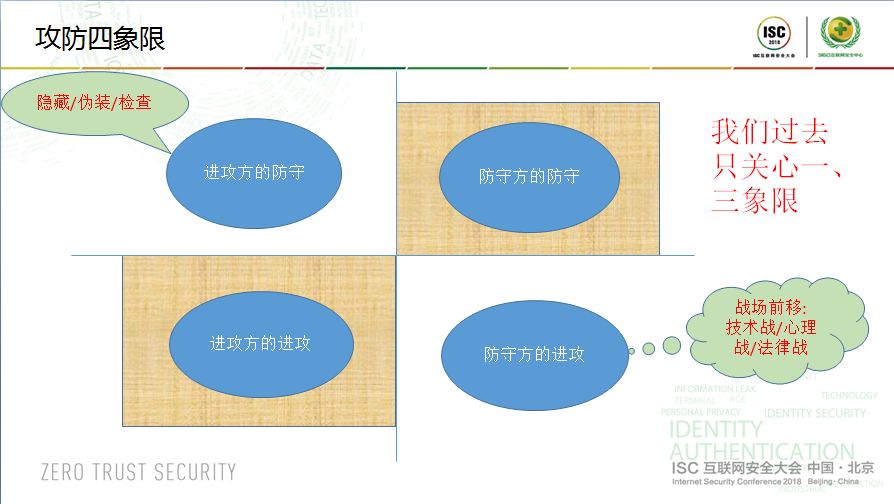 攻防四象限
ISC
2018
ISC互联网安全大会
360互联网安全中心
隐藏/伪装/检查
进攻方的防守
防守方的防守
我们过去
只关心一、
三象限
进攻方的进攻
防守方的进攻
战场前移:
技术战/心理
战/法律战
INFORMATION LEAK
TERMINAL
AGE
TECHNOLOGY
PERSONAL PRIVACY
IDENTITY SECURITY
IDENTITY
AUTHENTICATION
ZERO TRUST SECURITY
ISC 互联网安全大会 中国·北京
Internet Security Conference 2018 Beijing·China